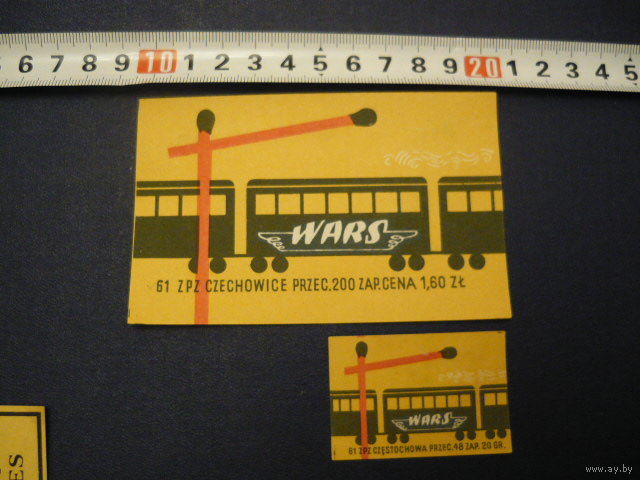 6 7 8 9 10 1 2 3 4 5 6 7 8 9 20 1 2 3 4 5
WARS
61 ZPZ CZECHOWICE PRZEC.200 ZAP.CENA 1,60 ZŁ
WARS
61 ZPZ CZĘSTOCHOWA PRZEC.48 ZAP. 20 GR.
ES
www.ay.by